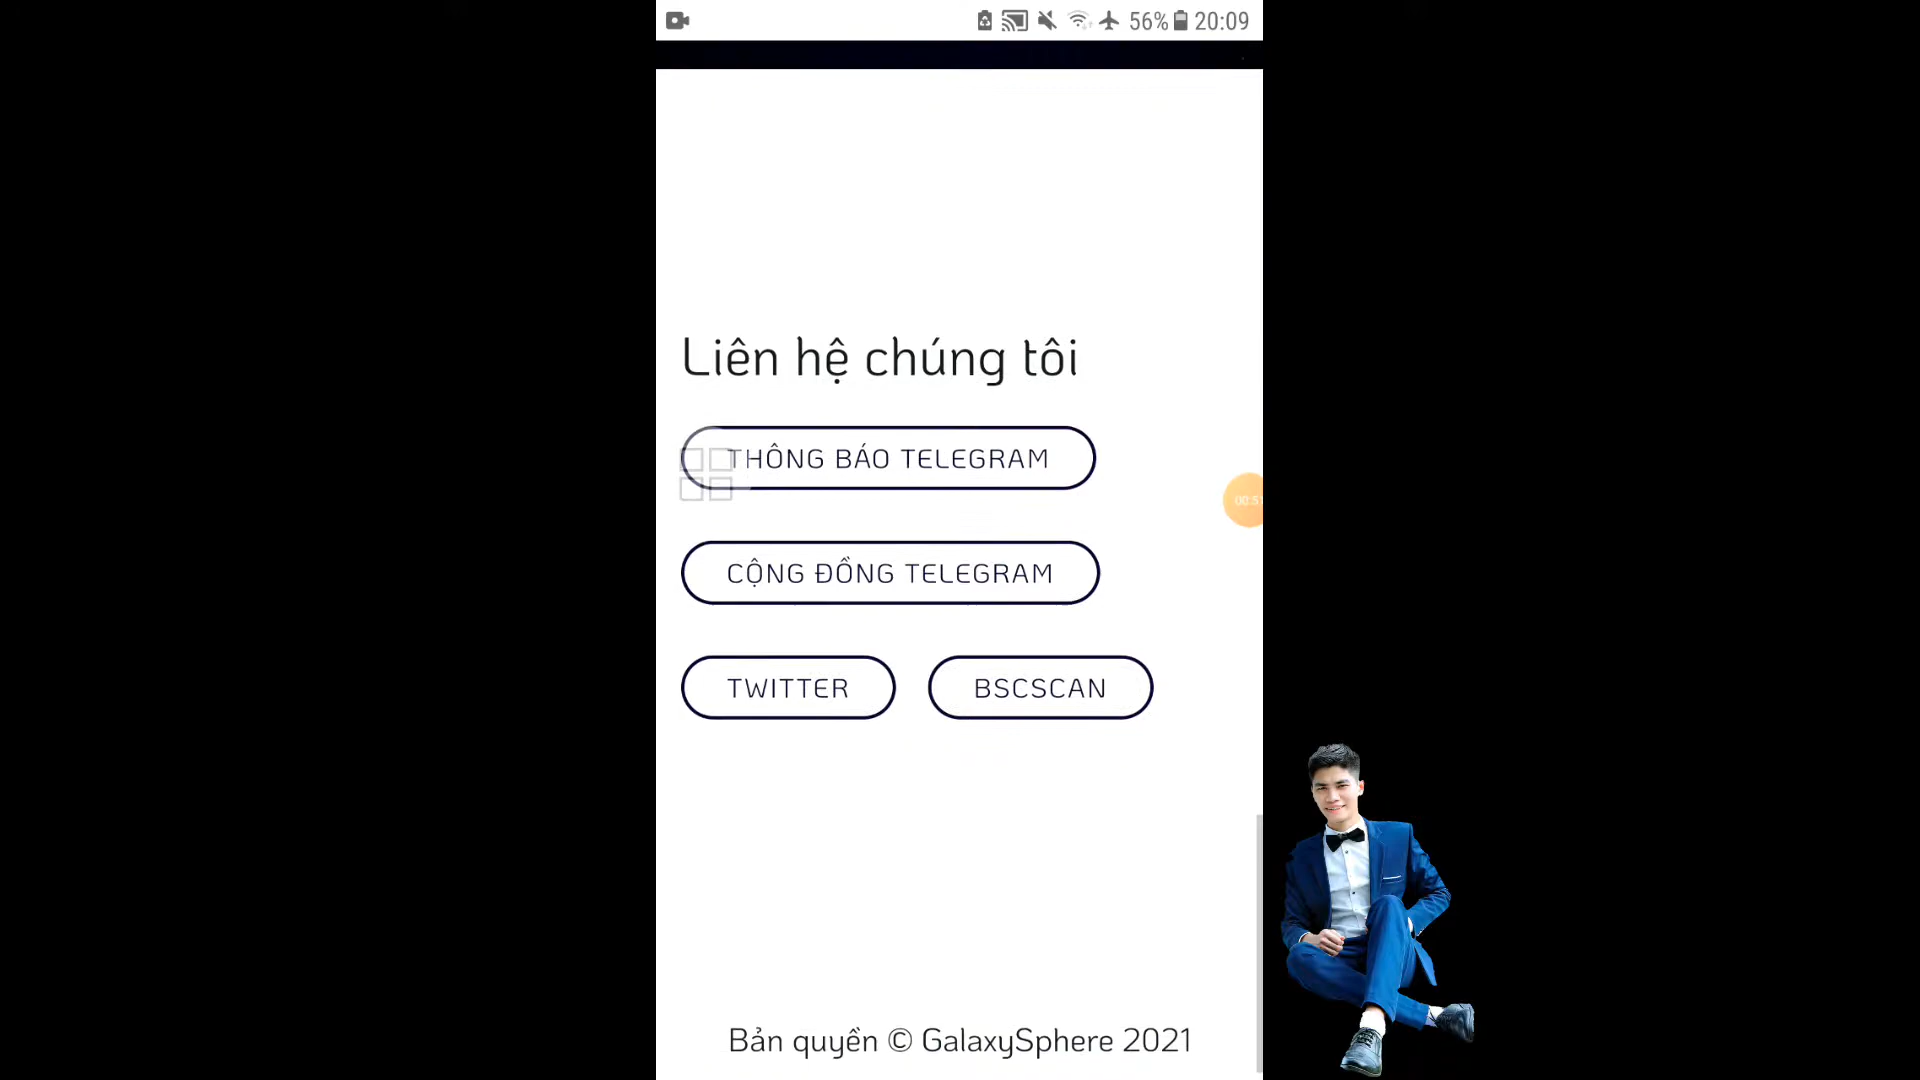 56% 20:09
Liên hệ chúng tôi
THÔNG BÁO TELEGRAM
CỘNG ĐỒNG TELEGRAM
TWITTER BSCSCAN
Bản quyền © GalaxySphere 2021